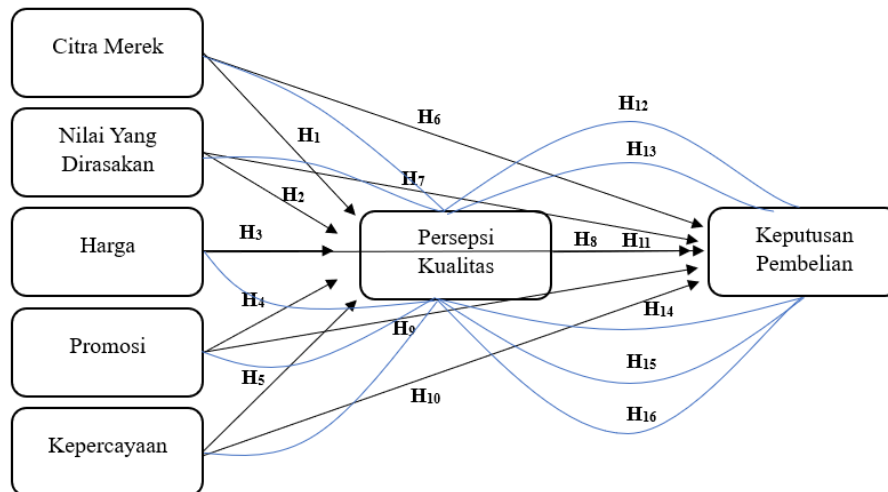 Citra Merek
H12
H6
H1
Nilai Yang
Dirasakan
H13
H7
H2
Harga
H3
Persepsi
Kualitas
H8
H11
Keputusan
Pembelian
H4
H14
Promosi
H9
H15
H5
H10
H16
Kepercayaan